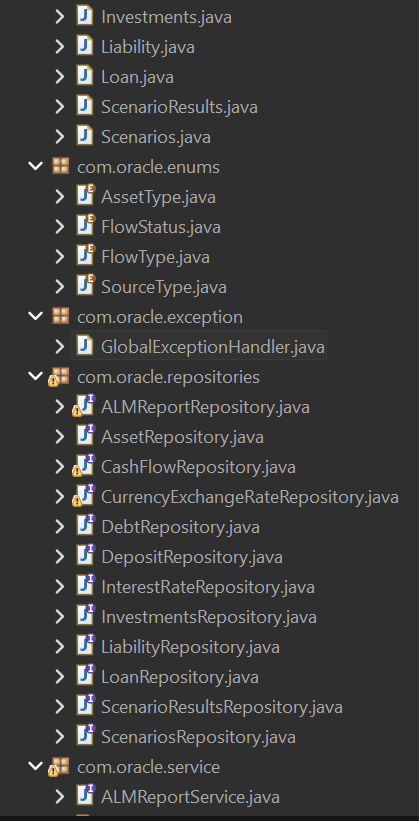 Investments.java
Liability.java
Loan.java
ScenarioResults.java
Scenarios.java
com.oracle.enums
AssetType.java
FlowStatus.java
FlowType.java
SourceType.java
com.oracle.exception
GlobalExceptionHandler.java
com.oracle.repositories
ALMReportRepository.java
AssetRepository.java
CashFlowRepository.java
CurrencyExchangeRateRepository.java
DebtRepository.java
DepositRepository.java
InterestRateRepository.java
InvestmentsRepository.java
LiabilityRepository.java
LoanRepository.java
ScenarioResultsRepository.java
ScenariosRepository.java
com.oracle.service
ALMReportService.java